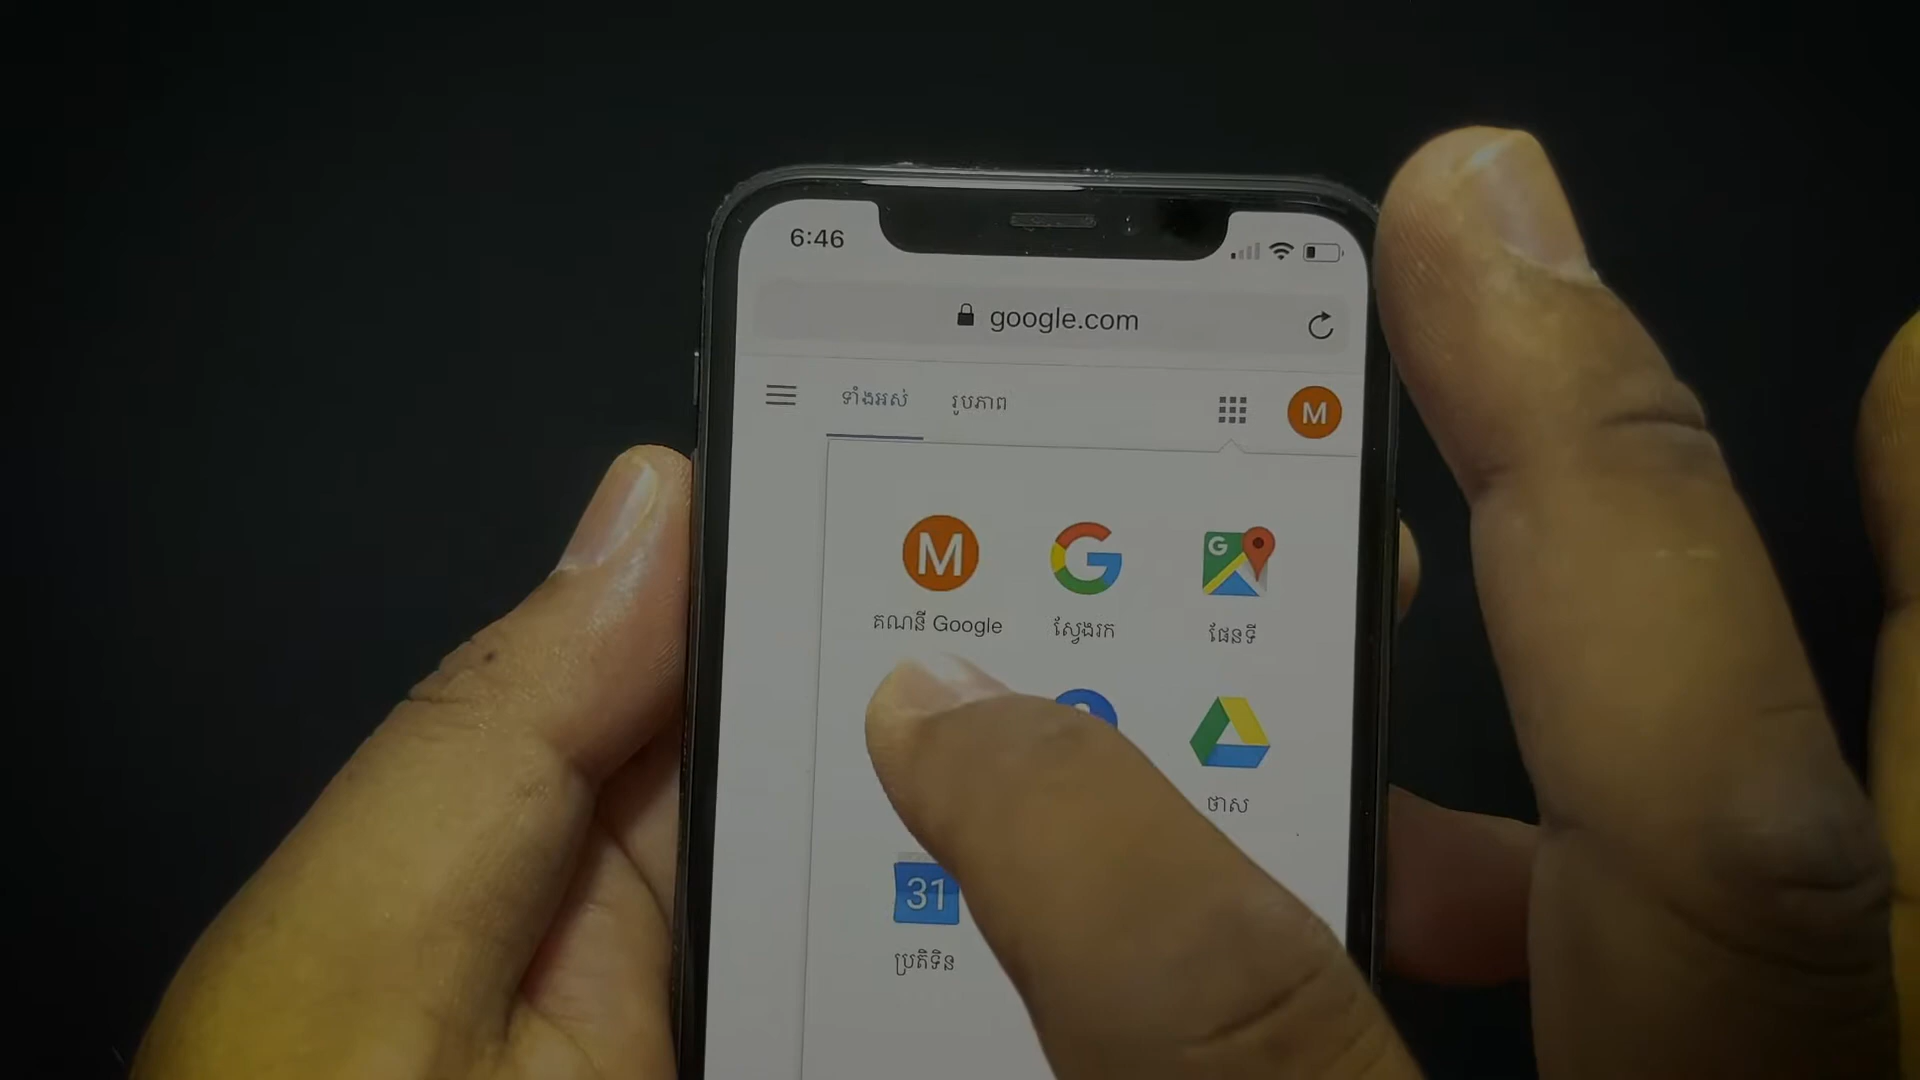 6:46
google.com
ទាំងអស់ រូបភាព
M
M
G
គណនី Google ស្វែងរក ផែនទី
ថាស
31
ប្រតិទិន